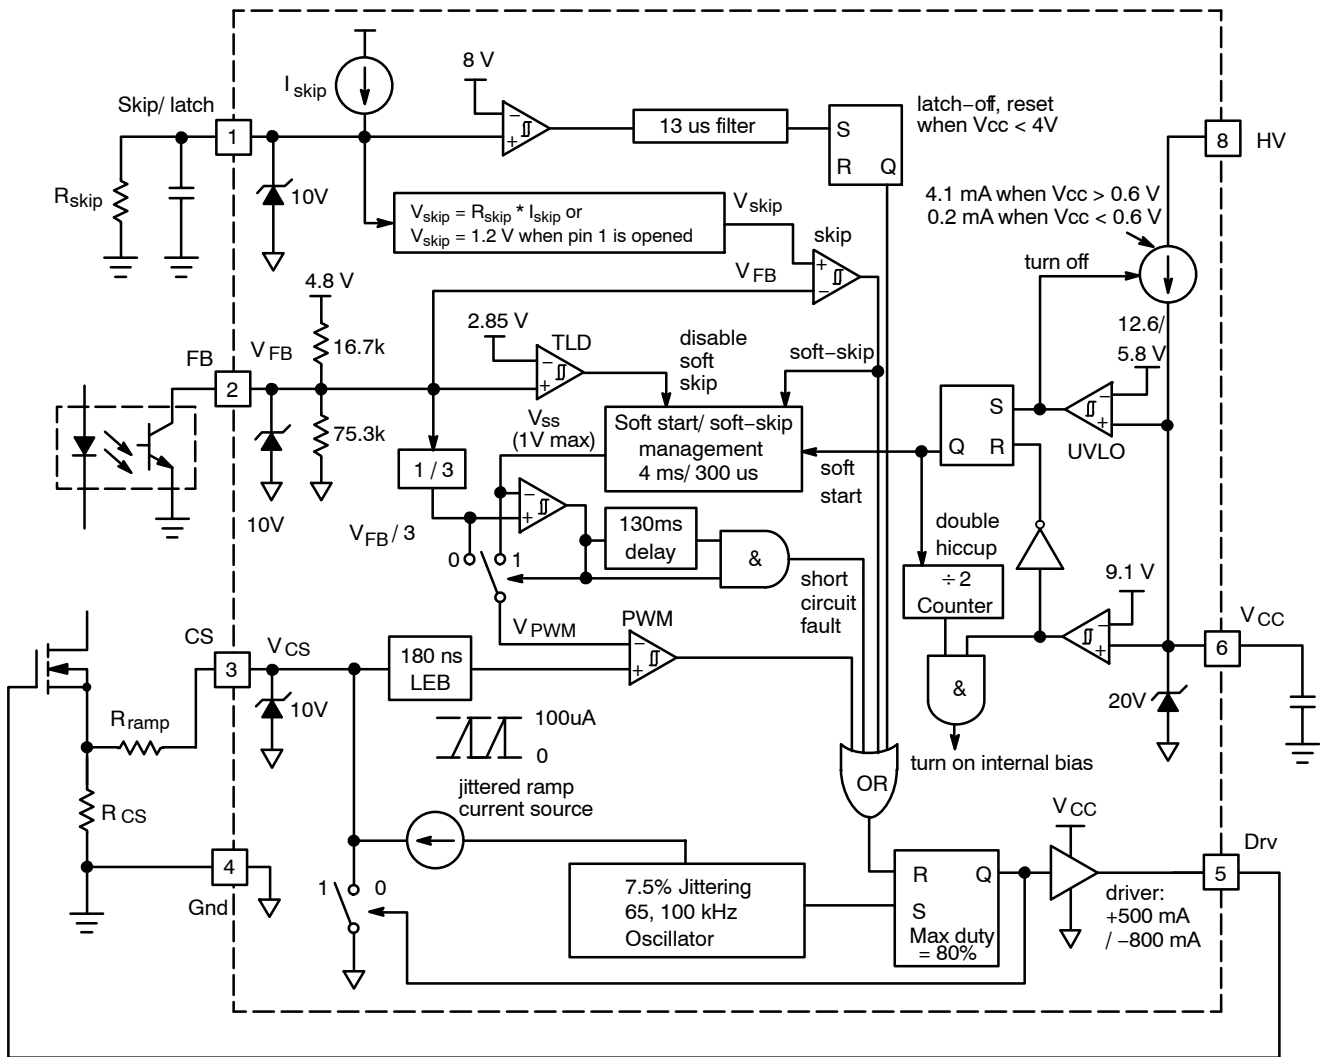 Skip/ latch
I skip
8 V
1
− +
13 us filter
S
R Q
latch−off, reset
when Vcc < 4V
8
HV
R skip
10V
V skip = R skip * I skip or
V skip = 1.2 V when pin 1 is opened
V skip
skip
+ −
V FB
4.1 mA when Vcc > 0.6 V
0.2 mA when Vcc < 0.6 V
turn off
12.6/
5.8 V
4.8 V
16.7k
2.85 V
TLD
− +
disable
soft
skip
soft−skip
FB
V FB
2
75.3k
10V
1 / 3
V FB / 3
V ss
(1V max)
Soft start/ soft−skip
management
4 ms/ 300 us
soft
start
S
Q R
− +
UVLO
− +
0 1
130ms
delay
&
short
circuit
fault
double
hiccup
÷ 2
Counter
9.1 V
− +
V CC
6
CS
V CS
3
180 ns
LEB
V PWM
PWM
− +
&
20V
10V
R ramp
100uA
0
turn on internal bias
jittered ramp
current source
OR
R CS
4
Gnd
1 0
7.5% Jittering
65, 100 kHz
Oscillator
R Q
S
Max duty
= 80%
V CC
Drv
5
driver:
+500 mA
/ −800 mA